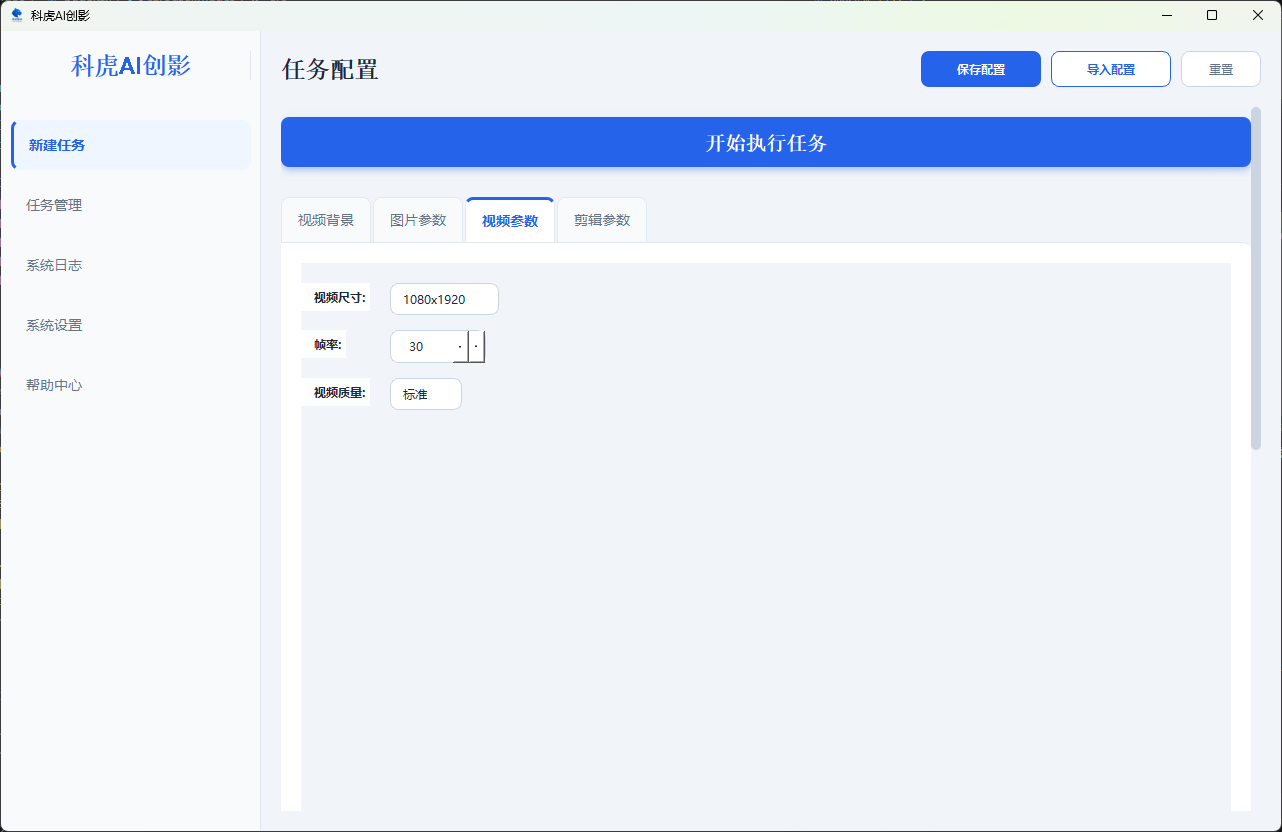 科虎AI创影
科虎AI创影
任务配置
保存配置
导入配置
重置
新建任务
任务管理
系统日志
系统设置
帮助中心
开始执行任务
视频背景
图片参数
视频参数
剪辑参数
视频尺寸:
1080x1920
帧率:
30
视频质量:
标准